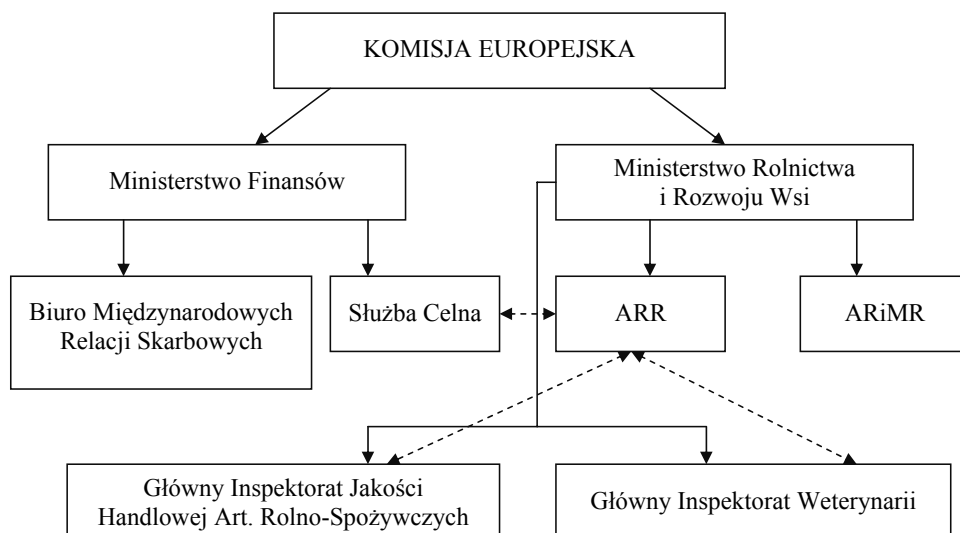 KOMISJA EUROPEJSKA
Ministerstwo Finansów
Ministerstwo Rolnictwa
i Rozwoju Wsi
Biuro Międzynarodowych
Relacji Skarbowych
Służba Celna
ARR
ARiMR
Główny Inspektorat Jakości
Handlowej Art. Rolno-Spożywczych
Główny Inspektorat Weterynarii